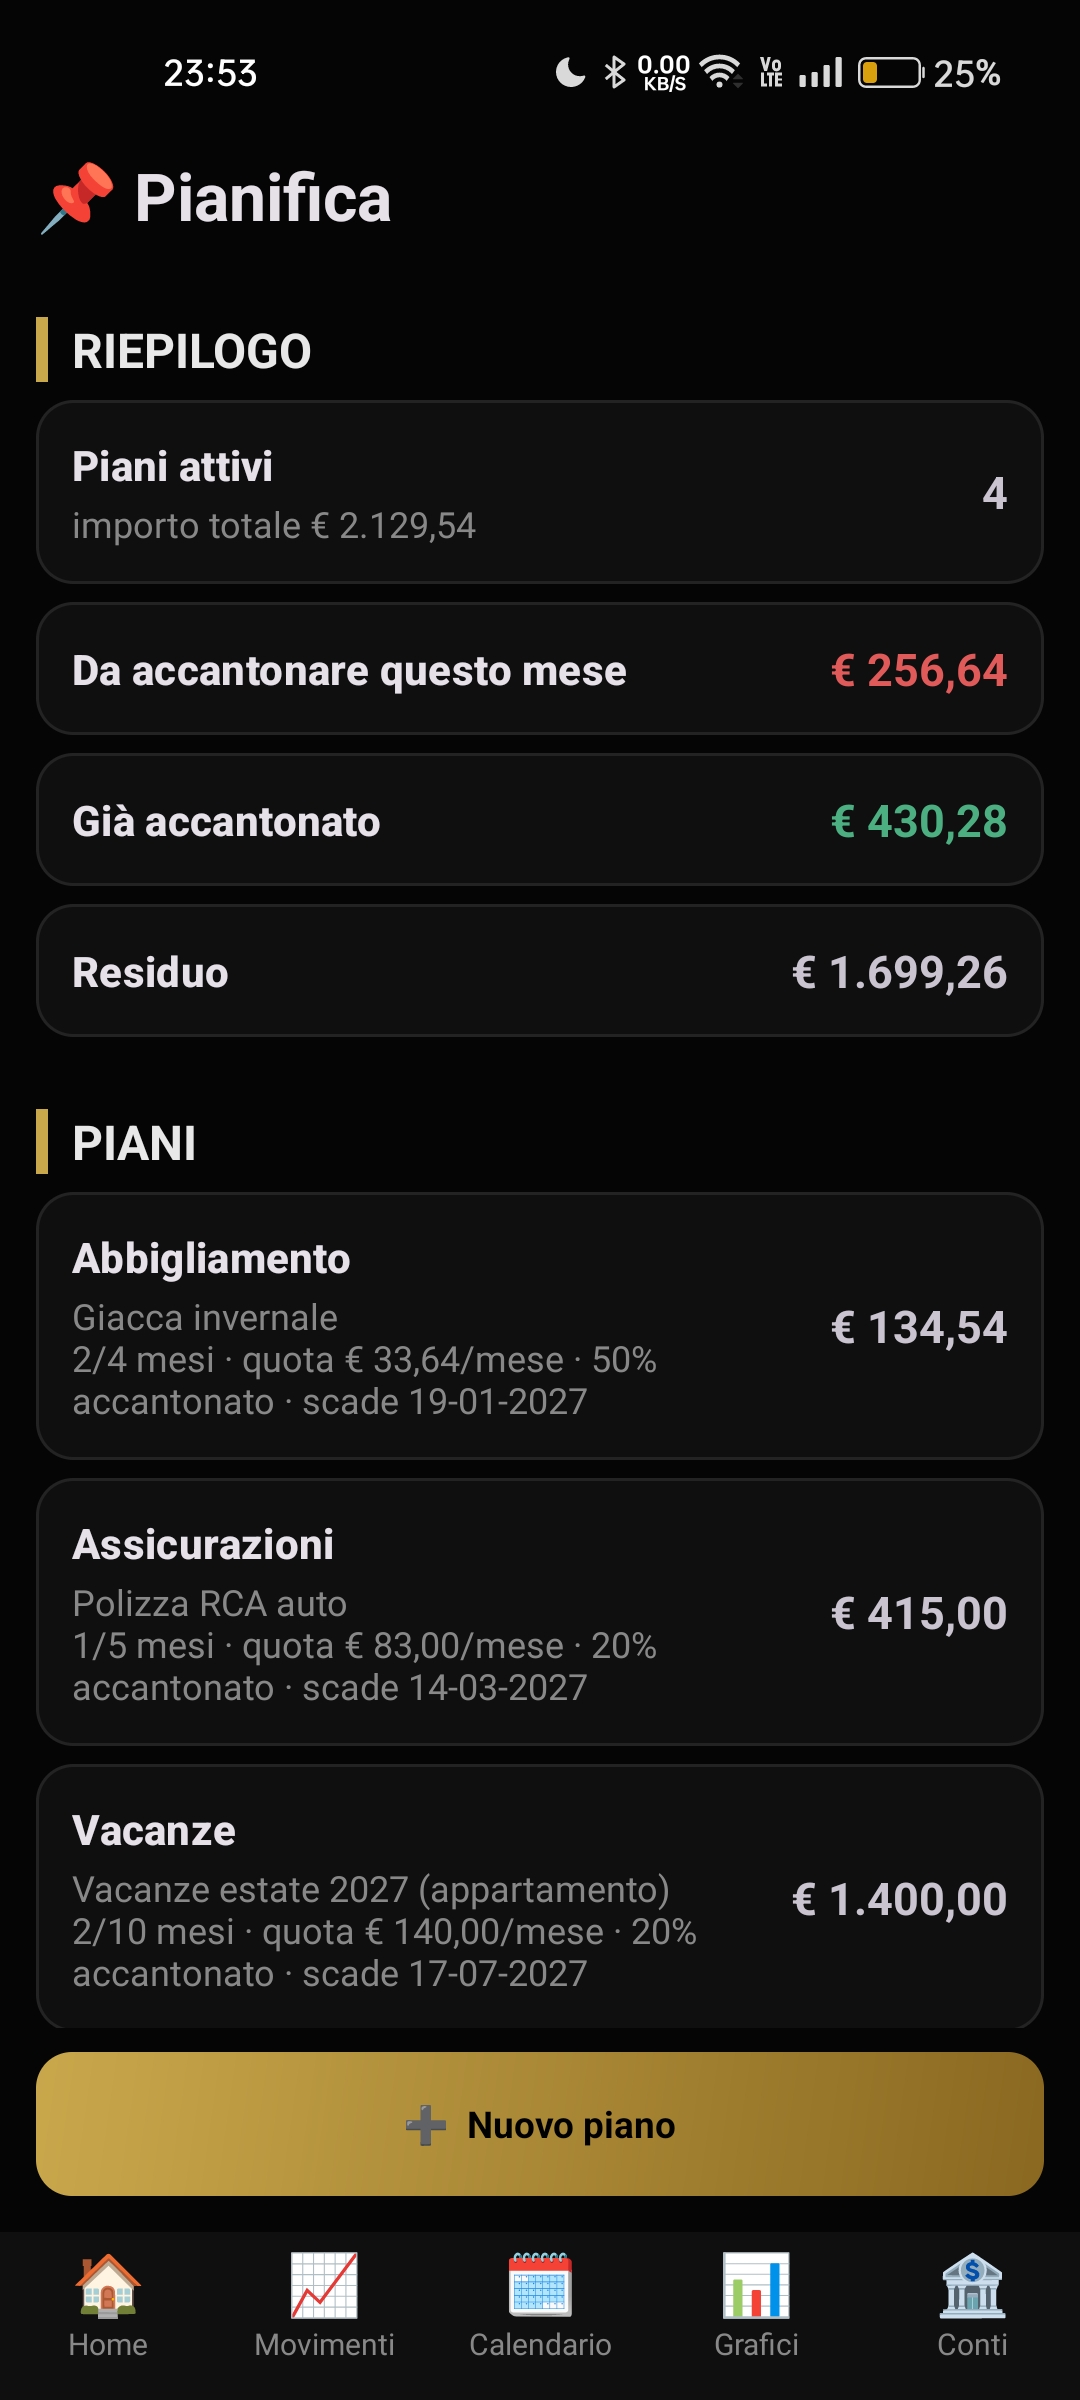 23:53
0.00 KB/S
Vo LTE
25%
Pianifica
RIEPILOGO
Piani attivi
importo totale € 2.129,54
4
Da accantonare questo mese
€ 256,64
Già accantonato
€ 430,28
Residuo
€ 1.699,26
PIANI
Abbigliamento
Giacca invernale
2/4 mesi · quota € 33,64/mese · 50%
accantonato · scade 19-01-2027
€ 134,54
Assicurazioni
Polizza RCA auto
1/5 mesi · quota € 83,00/mese · 20%
accantonato · scade 14-03-2027
€ 415,00
Vacanze
Vacanze estate 2027 (appartamento)
2/10 mesi · quota € 140,00/mese · 20%
accantonato · scade 17-07-2027
€ 1.400,00
Nuovo piano
Home
Movimenti
Calendario
Grafici
Conti